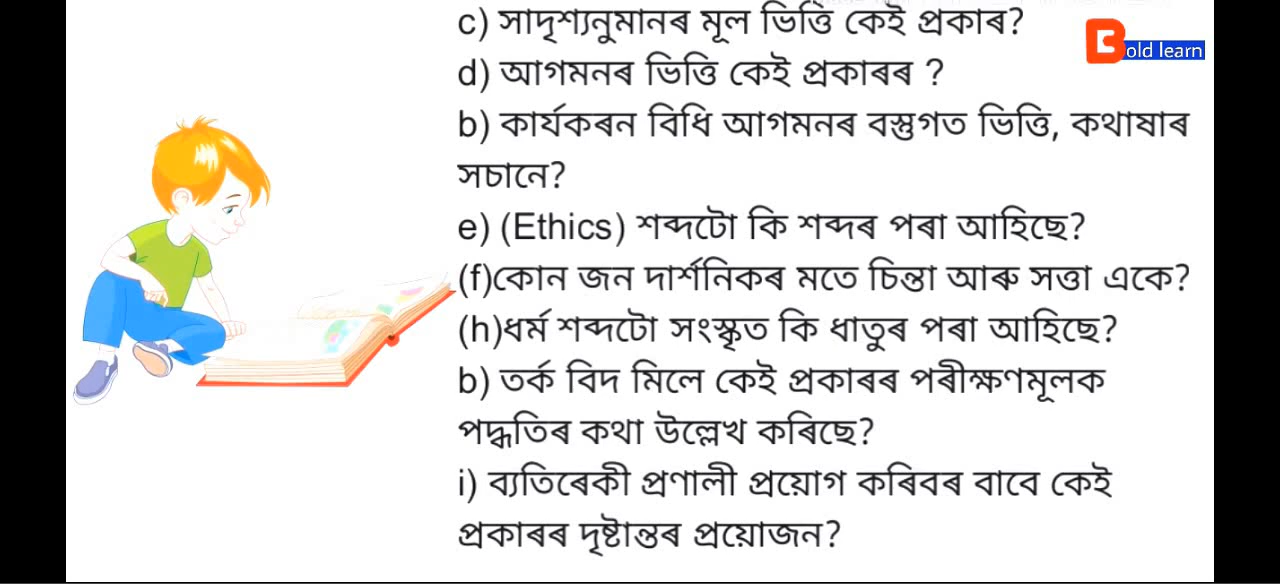 c) সাদৃশ্যনুমানৰ মূল ভিত্তি কেই প্ৰকাৰ?
Bold learn
d) আগমনৰ ভিত্তি কেই প্ৰকাৰৰ ?
b) কাৰ্যকৰন বিধি আগমনৰ বস্তুগত ভিত্তি, কথাষাৰ
সচানে?
e) (Ethics) শব্দটো কি শব্দৰ পৰা আহিছে?
(f)কোন জন দাৰ্শনিকৰ মতে চিন্তা আৰু সত্তা একে?
(h)ধৰ্ম শব্দটো সংস্কৃত কি ধাতুৰ পৰা আহিছে?
b) তৰ্ক বিদ মিলে কেই প্ৰকাৰৰ পৰীক্ষণমূলক
পদ্ধতিৰ কথা উল্লেখ কৰিছে?
i) ব্যতিৰেকী প্ৰণালী প্ৰয়োগ কৰিবৰ বাবে কেই
প্ৰকাৰৰ দৃষ্টান্তৰ প্ৰয়োজন?